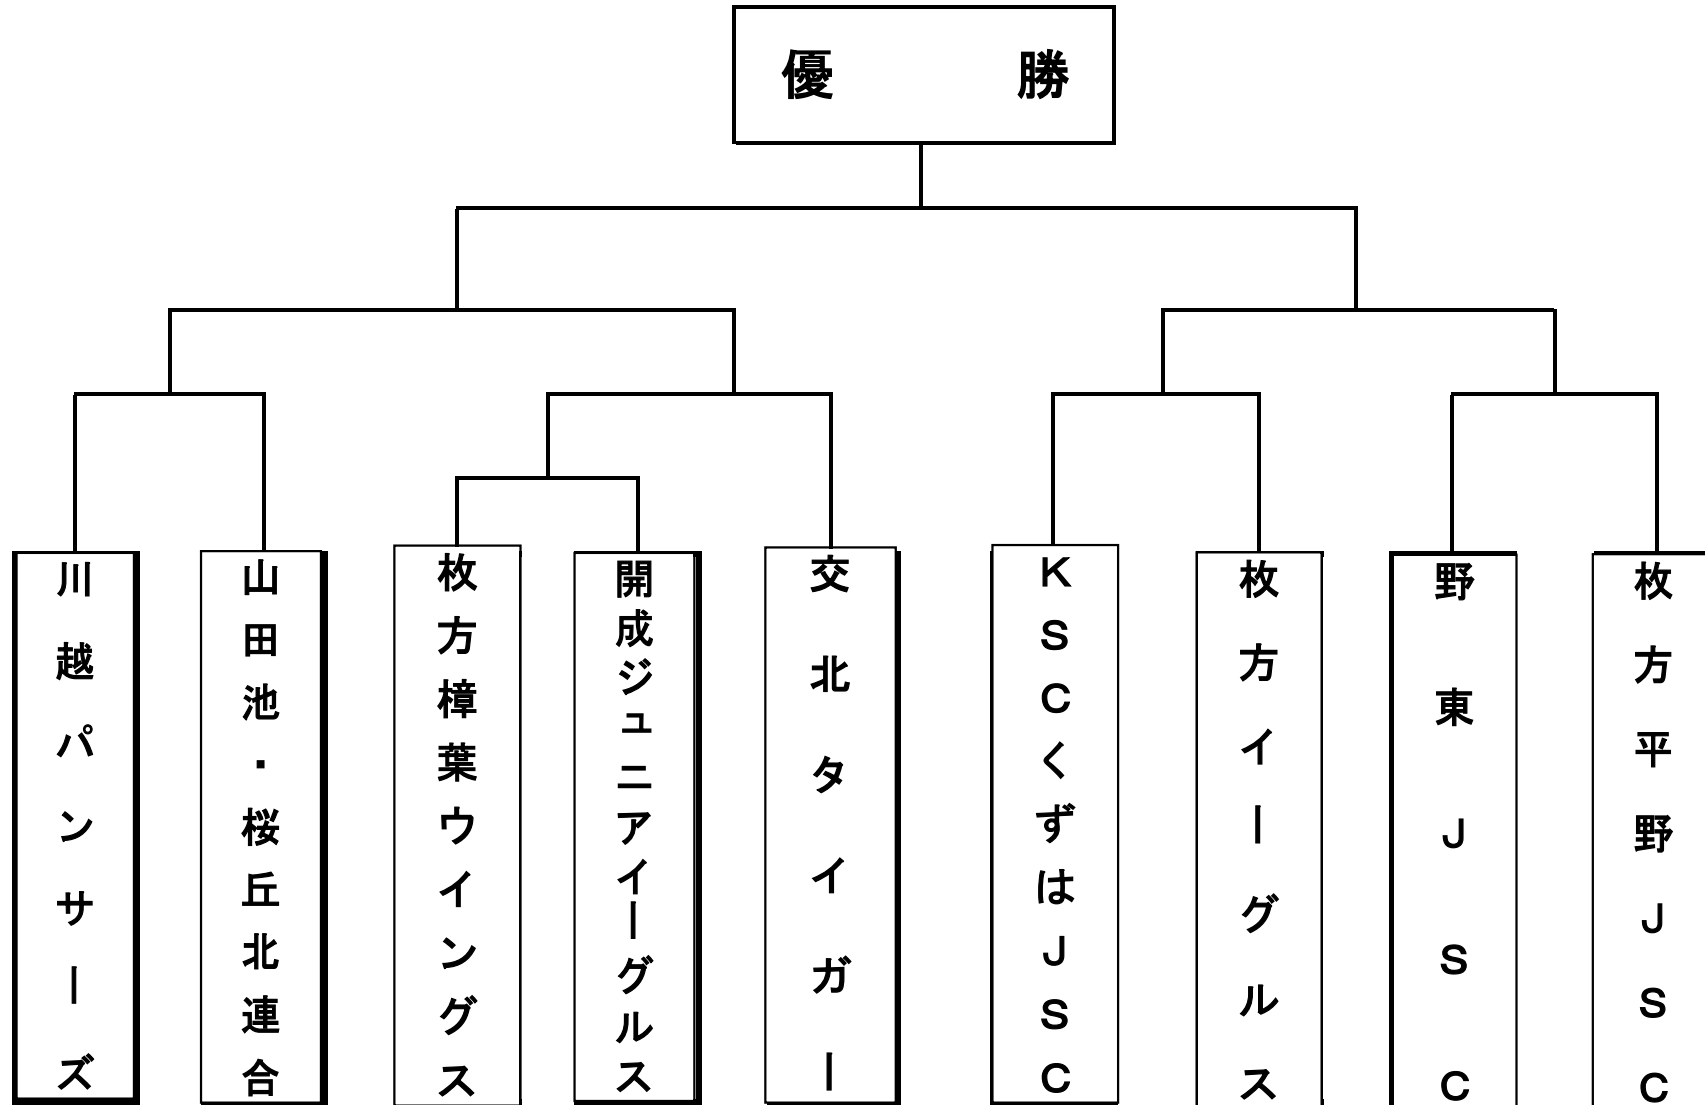 優　勝
川越パンサーズ
山田池・桜丘北連合
枚方樟葉ウイングス
開成ジュニアイーグルス
交北タイガー
KSCくずはJSC
枚方イーグルス
野東JSC
枚方平野JSC